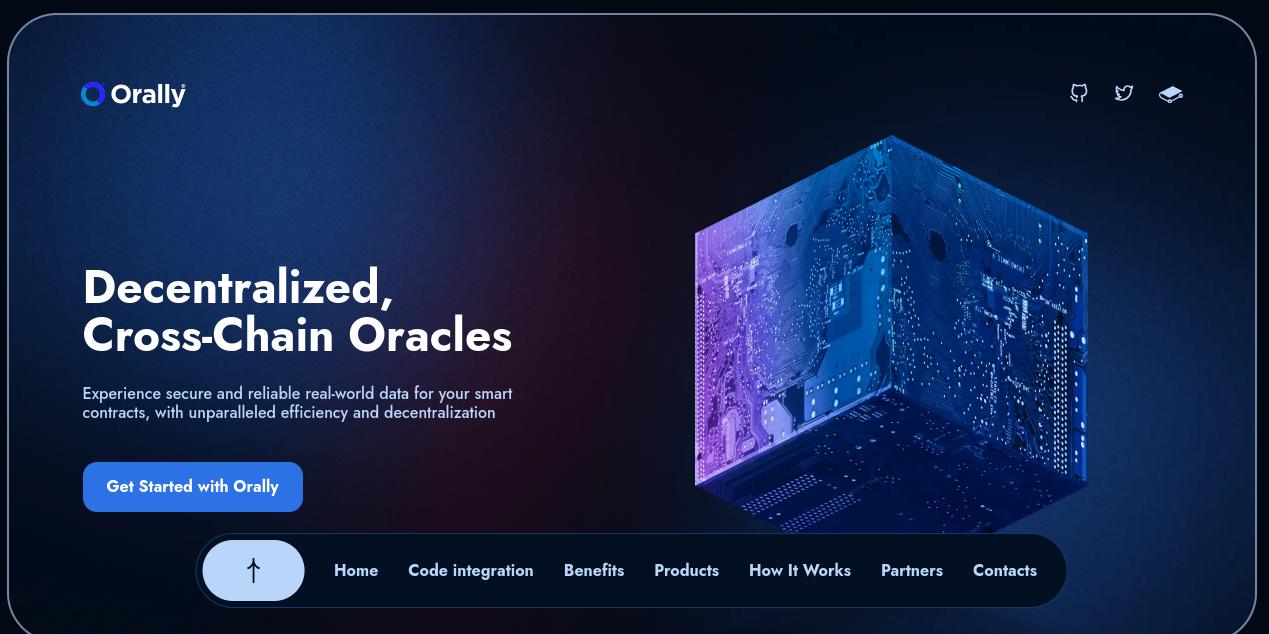 Orally
Decentralized,
Cross-Chain Oracles
Experience secure and reliable real-world data for your smart
contracts, with unparalleled efficiency and decentralization
Get Started with Orally
Home Code integration Benefits Products How It Works Partners Contacts